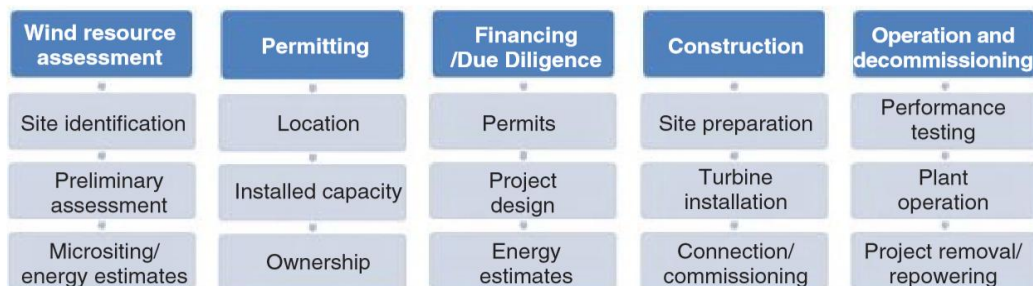 Wind resource
assessment
Site identification
Preliminary
assessment
Micrositing/
energy estimates
Permitting
Location
Installed capacity
Ownership
Financing
/Due Diligence
Permits
Project
design
Energy
estimates
Construction
Site preparation
Turbine
installation
Connection/
commissioning
Operation and
decommissioning
Performance
testing
Plant
operation
Project removal/
repowering